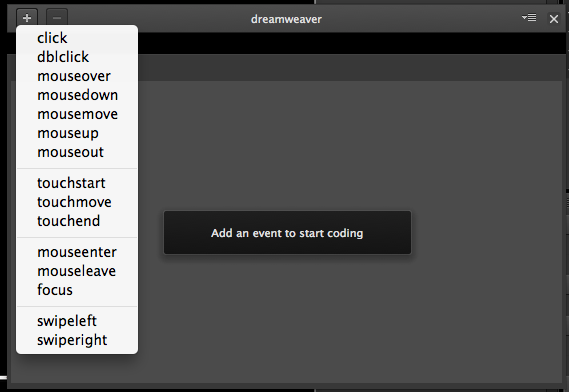 dreamweaver
click
dblclick
mouseover
mousedown
mousemove
mouseup
mouseout
touchstart
touchmove
touchend
mouseenter
mouseleave
focus
swipeleft
swiperight
Add an event to start coding